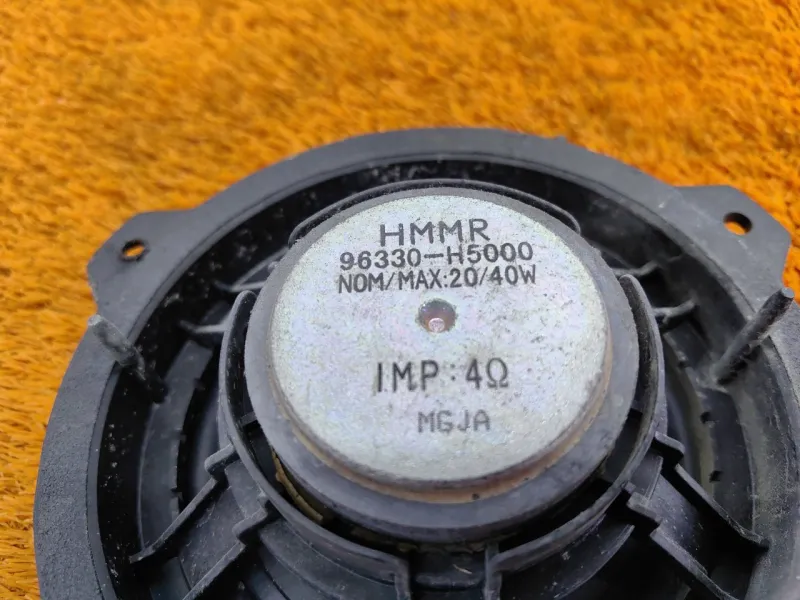 HMMR
96330-H5000
NOM/MAX:20/40W
IMP:4Ω
MGJA